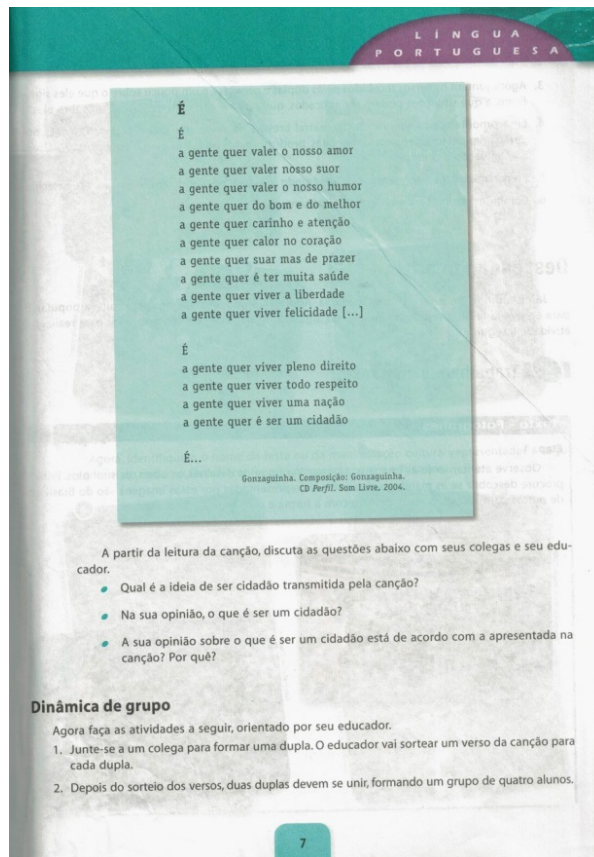 LÍNGUA
PORTUGUESA
É
É
a gente quer valer o nosso amor
a gente quer valer nosso suor
a gente quer valer o nosso humor
a gente quer do bom e do melhor
a gente quer carinho e atenção
a gente quer calor no coração
a gente quer suar mas de prazer
a gente quer é ter muita saúde
a gente quer viver a liberdade
a gente quer viver felicidade [...]
É
a gente quer viver pleno direito
a gente quer viver todo respeito
a gente quer viver uma nação
a gente quer é ser um cidadão
É...
Gonzaguinha. Composição: Gonzaguinha.
CD Perfil. Som Livre, 2004.
A partir da leitura da canção, discuta as questões abaixo com seus colegas e seu edu-
cador.
• Qual é a ideia de ser cidadão transmitida pela canção?
• Na sua opinião, o que é ser um cidadão?
• A sua opinião sobre o que é ser um cidadão está de acordo com a apresentada na
canção? Por quê?
Dinâmica de grupo
Agora faça as atividades a seguir, orientado por seu educador.
1. Junte-se a um colega para formar uma dupla. O educador vai sortear um verso da canção para
cada dupla.
2. Depois do sorteio dos versos, duas duplas devem se unir, formando um grupo de quatro alunos.
7